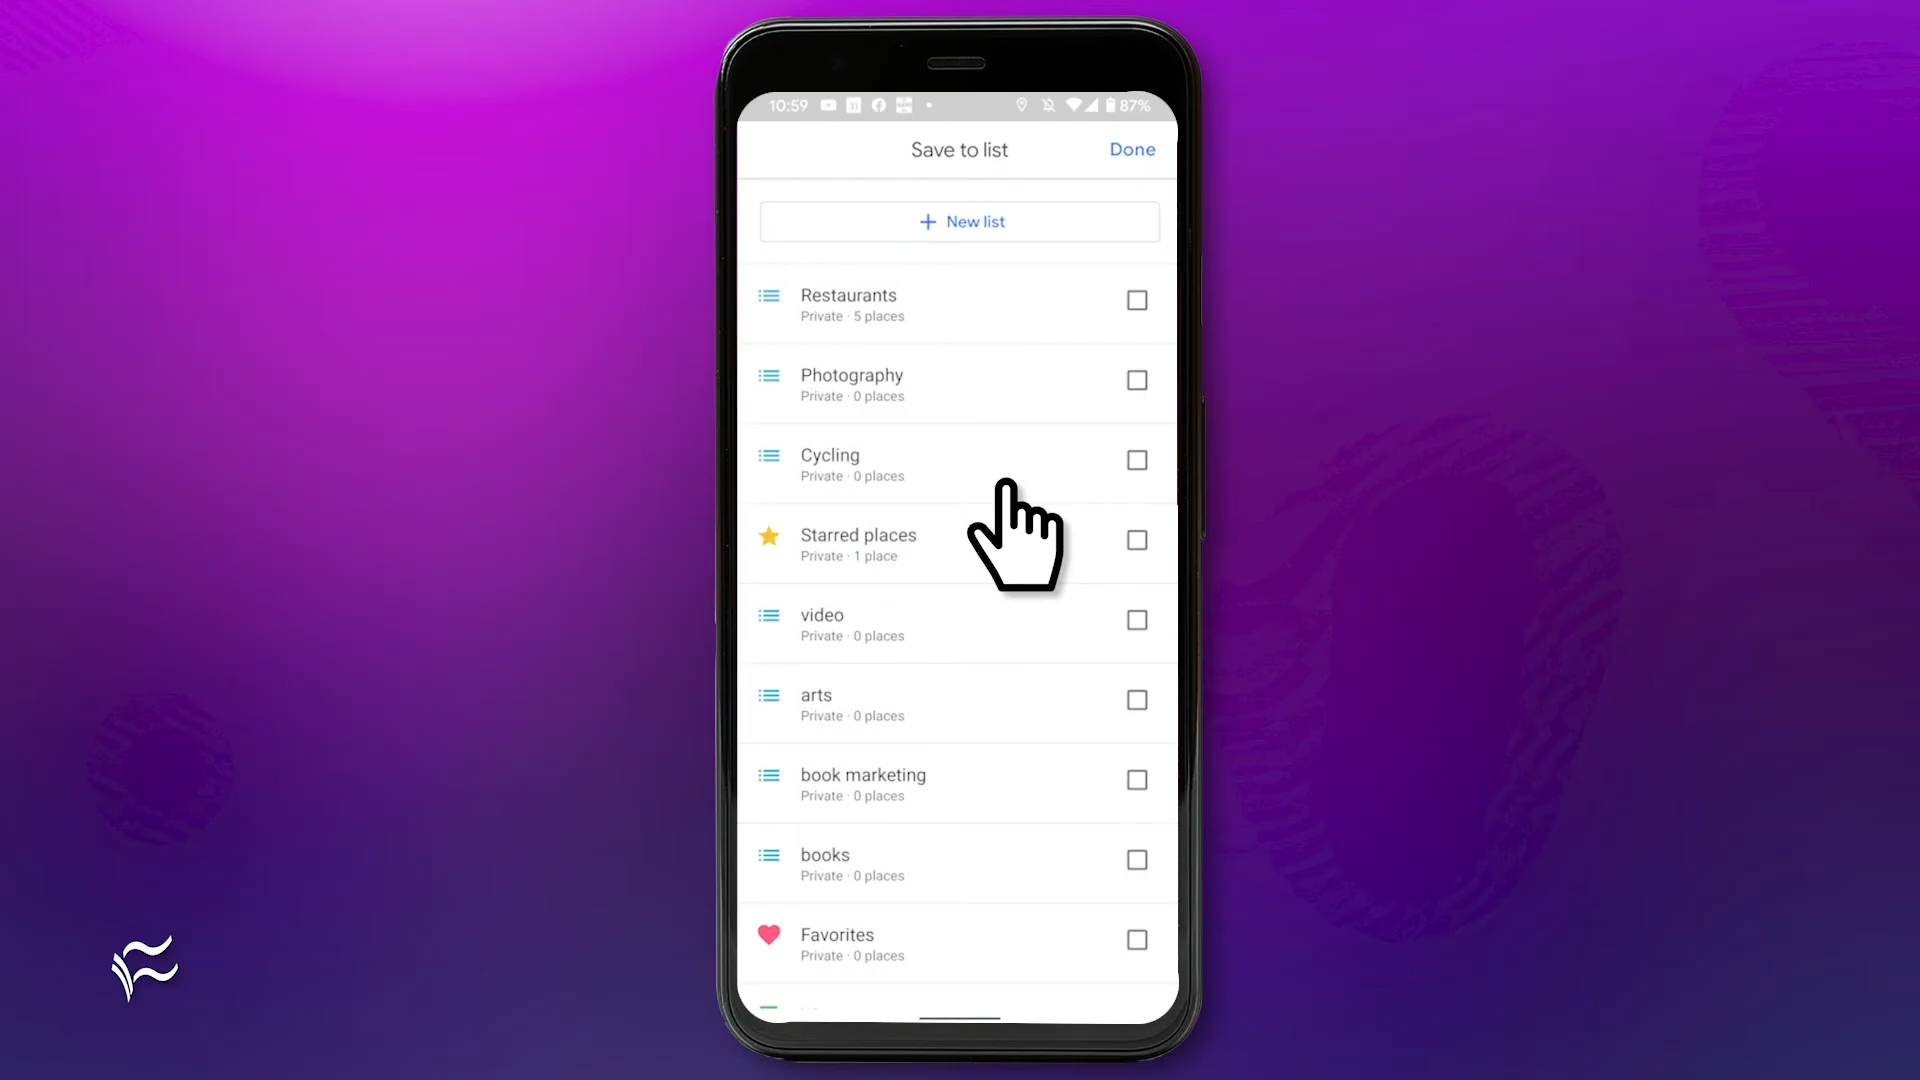 10:59
87%
Save to list
Done
+ New list
Restaurants
Private · 5 places
Photography
Private · 0 places
Cycling
Private · 0 places
Starred places
Private · 1 place
video
Private · 0 places
arts
Private · 0 places
book marketing
Private · 0 places
books
Private · 0 places
Favorites
Private · 0 places